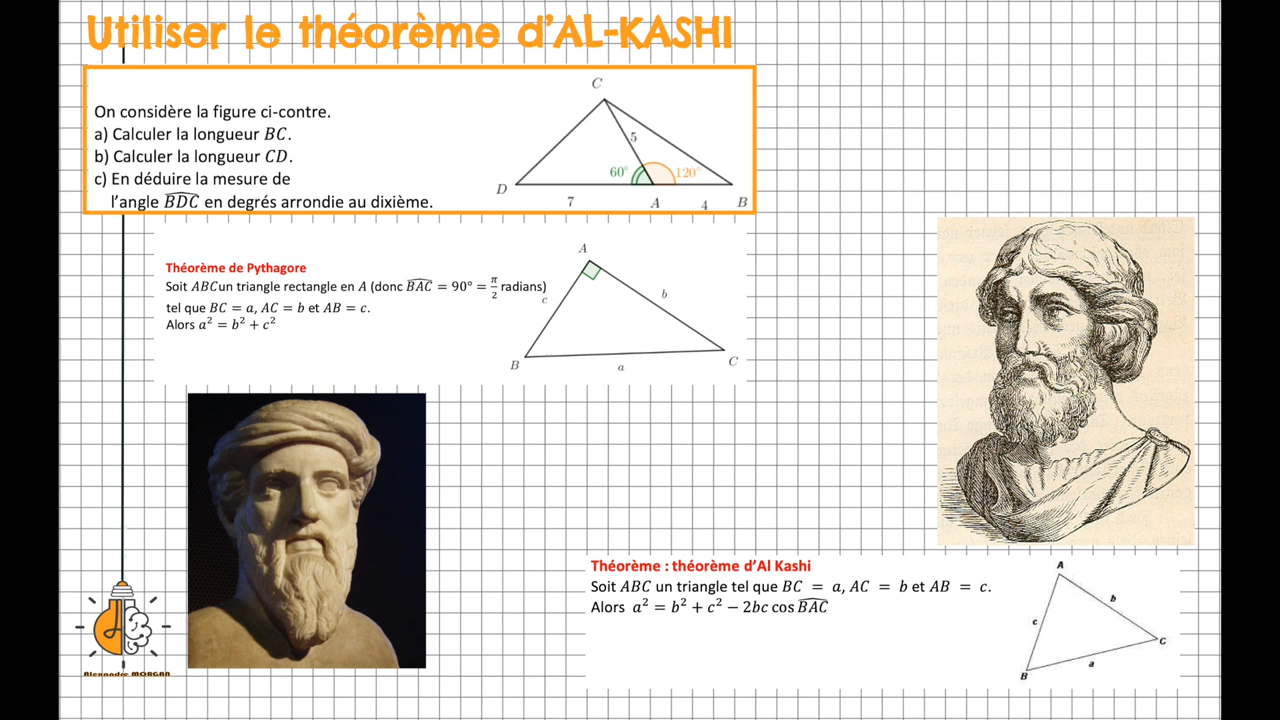 Utiliser le théorème d'AL-KASHI
On considère la figure ci-contre.
a) Calculer la longueur BC.
b) Calculer la longueur CD.
c) En déduire la mesure de
l'angle \widehat{BDC} en degrés arrondie au dixième.
C
5
60°
120°
D
7
A
4
B
Théorème de Pythagore
Soit ABC un triangle rectangle en A (donc \widehat{BAC} = 90° = π/2 radians)
tel que BC = a, AC = b et AB = c.
Alors a² = b² + c²
A
c
b
B
a
C
Théorème : théorème d'Al Kashi
Soit ABC un triangle tel que BC = a, AC = b et AB = c.
Alors a² = b² + c² − 2bc cos \widehat{BAC}
A
b
c
C
a
B
Alexandre MORGAN